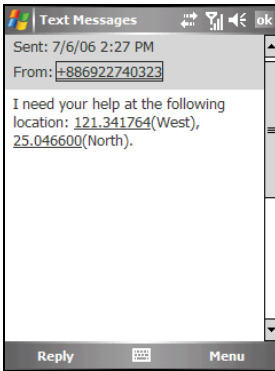 Text Messages
ok
Sent: 7/6/06 2:27 PM
From: +886922740323
I need your help at the following
location: 121.341764(West),
25.046600(North).
Reply
Menu